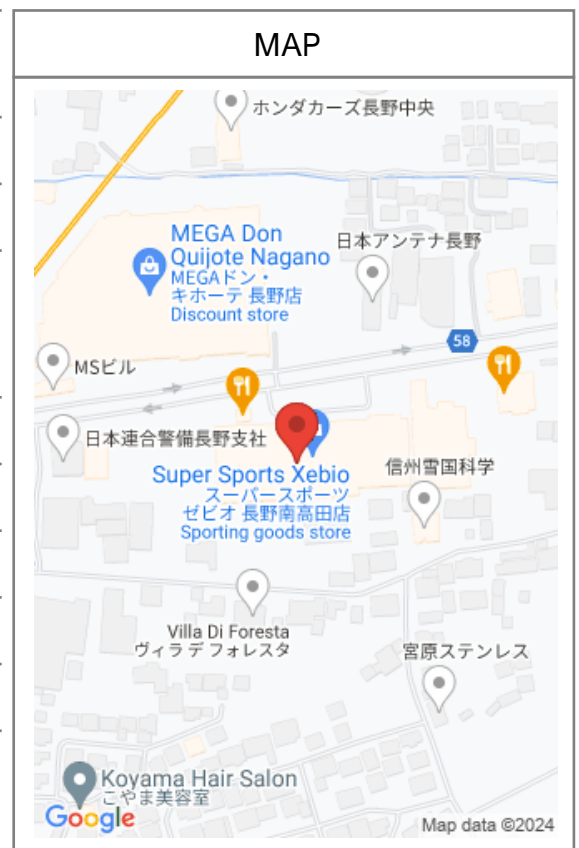 MAP
ホンダカーズ長野中央
MEGA Don
Quijote Nagano
MEGAドン・
キホーテ 長野店
Discount store
日本アンテナ長野
58
MSビル
日本連合警備長野支社
Super Sports Xebio
スーパースポーツ
ゼビオ 長野南高田店
Sporting goods store
信州雪国科学
Villa Di Foresta
ヴィラ デ フォレスタ
宮原ステンレス
Koyama Hair Salon
こやま美容室
Google
Map data ©2024